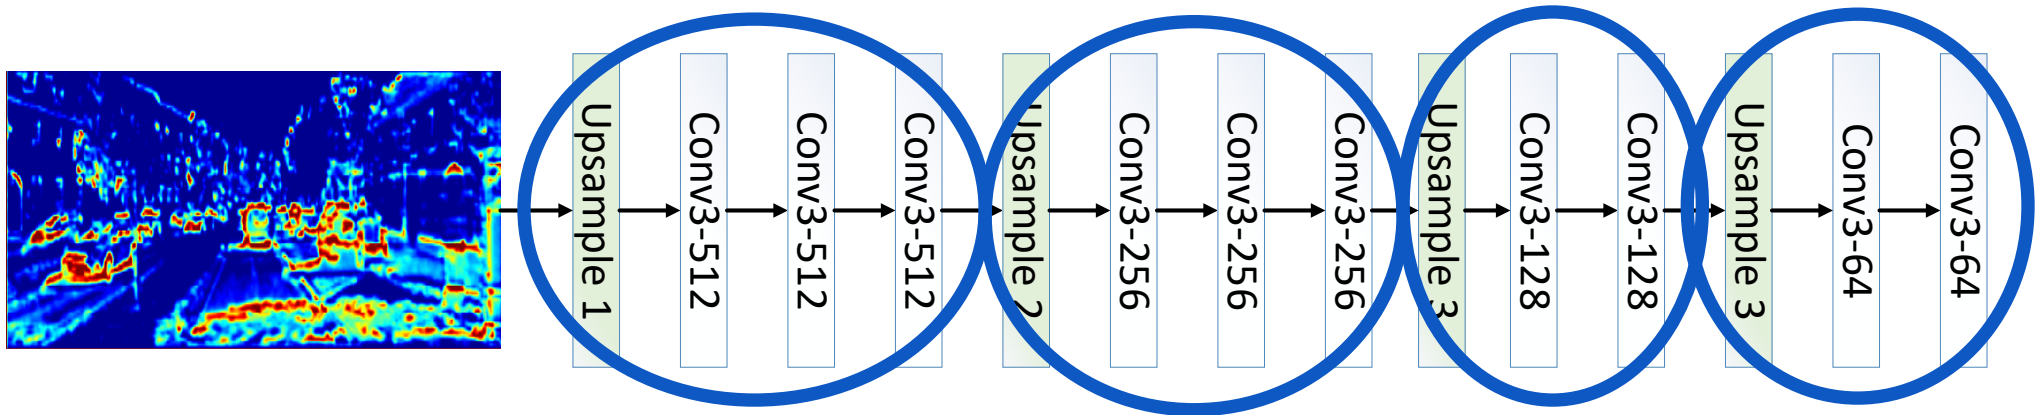 Upsample 1
Conv3-512
Conv3-512
Conv3-512
Upsample 2
Conv3-256
Conv3-256
Conv3-256
Upsample 3
Conv3-128
Conv3-128
Upsample 3
Conv3-64
Conv3-64